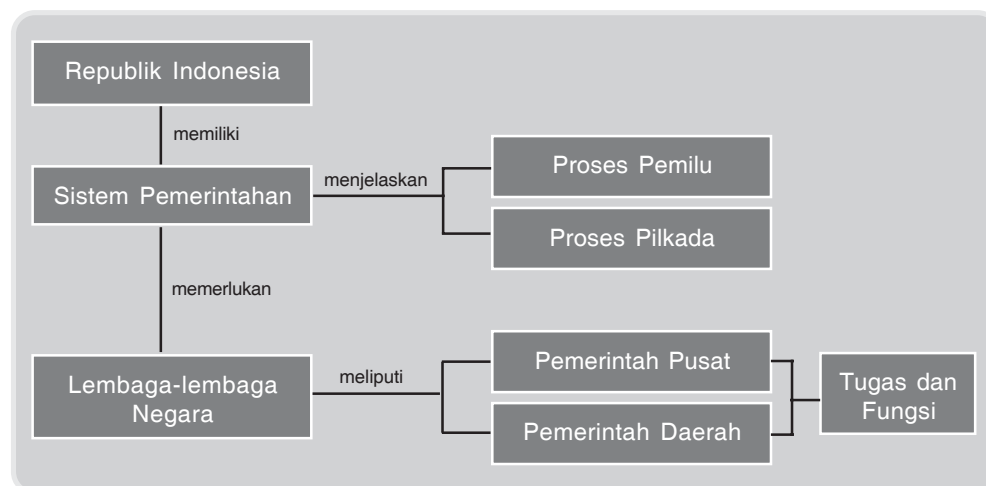 Republik Indonesia
memiliki
Sistem Pemerintahan
menjelaskan
Proses Pemilu
Proses Pilkada
memerlukan
Lembaga-lembaga
Negara
meliputi
Pemerintah Pusat
Pemerintah Daerah
Tugas dan
Fungsi